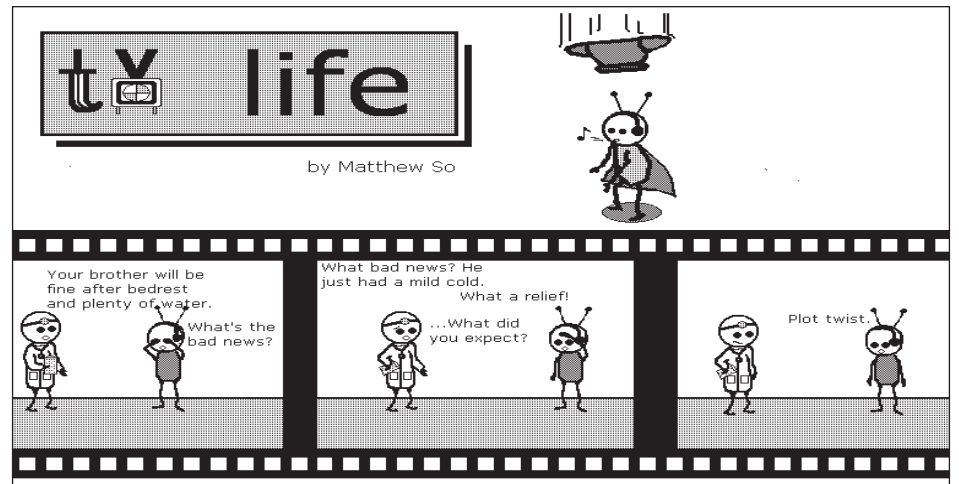 tv life
by Matthew So
Your brother will be
fine after bedrest
and plenty of water.
What's the
bad news?
What bad news? He
just had a mild cold.
What a relief!
...What did
you expect?
Plot twist.